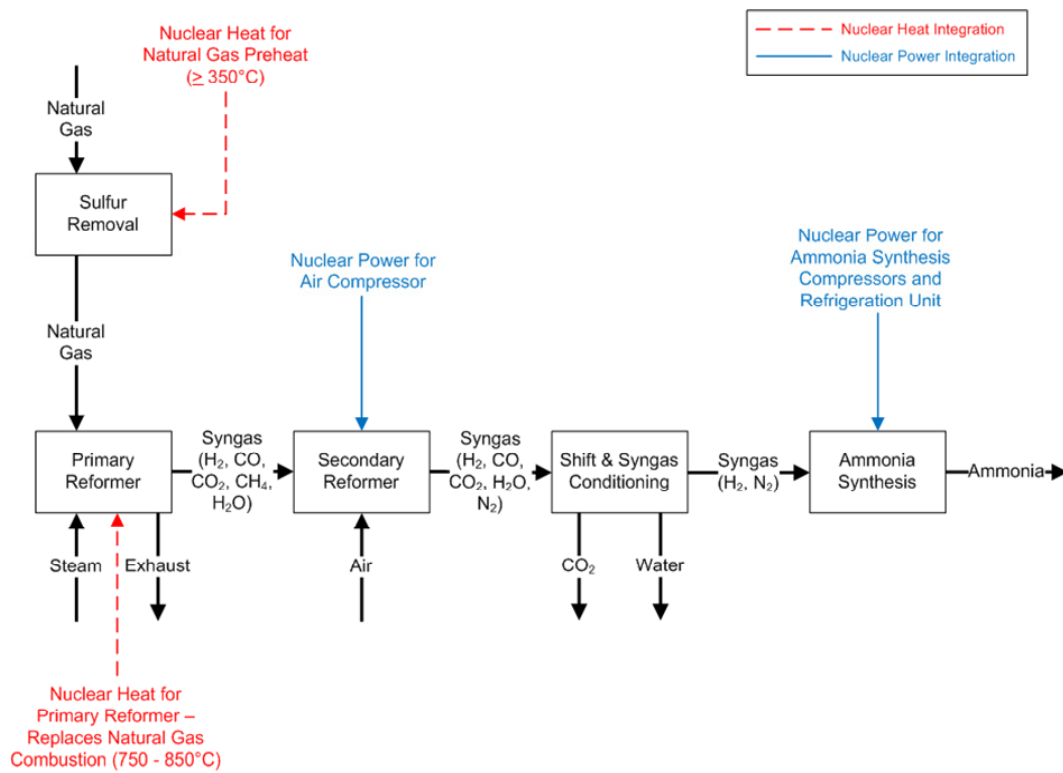 Nuclear Heat for
Natural Gas Preheat
(≥ 350°C)
Nuclear Heat Integration
Nuclear Power Integration
Natural
Gas
Sulfur
Removal
Nuclear Power for
Air Compressor
Nuclear Power for
Ammonia Synthesis
Compressors and
Refrigeration Unit
Natural
Gas
Primary
Reformer
Syngas
(H₂, CO,
CO₂, CH₄,
H₂O)
Secondary
Reformer
Syngas
(H₂, CO,
CO₂, H₂O,
N₂)
Shift & Syngas
Conditioning
Syngas
(H₂, N₂)
Ammonia
Synthesis
Ammonia
Steam
Exhaust
Air
CO₂
Water
Nuclear Heat for
Primary Reformer –
Replaces Natural Gas
Combustion (750 - 850°C)